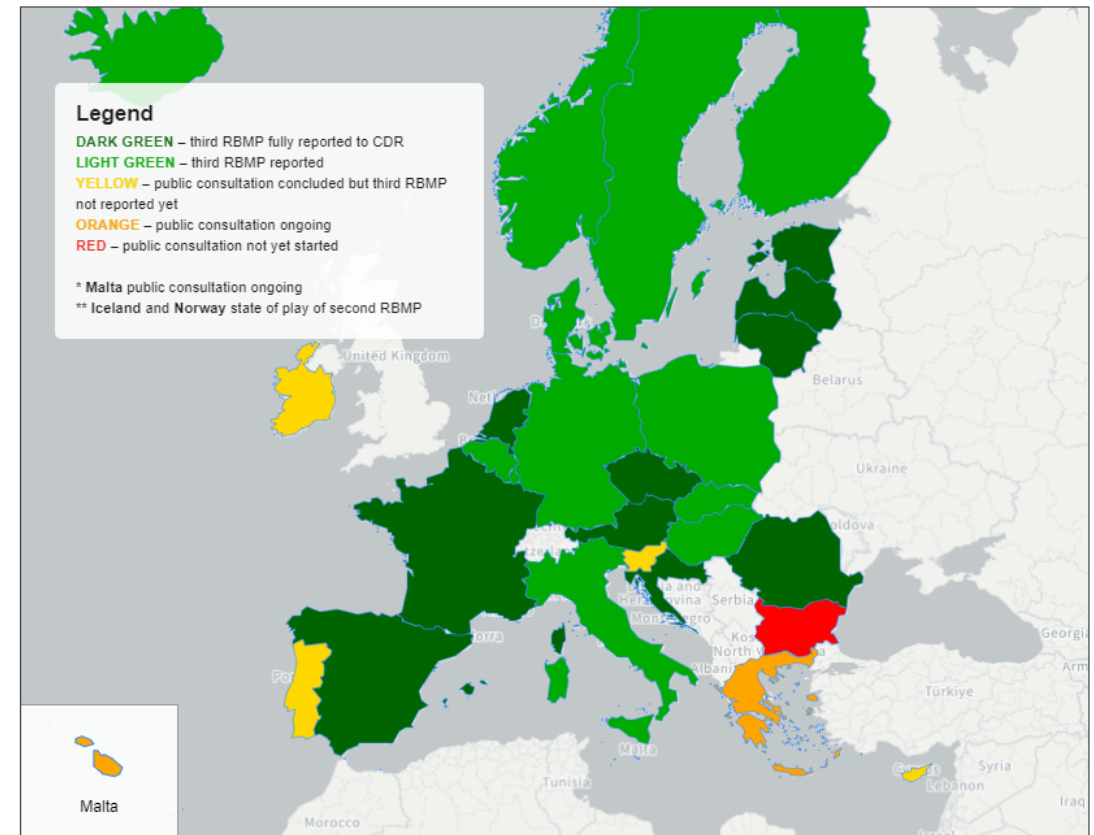 Legend
DARK GREEN – third RBMP fully reported to CDR
LIGHT GREEN – third RBMP reported
YELLOW – public consultation concluded but third RBMP
not reported yet
ORANGE – public consultation ongoing
RED – public consultation not yet started
* Malta public consultation ongoing
** Iceland and Norway state of play of second RBMP
United Kingdom
Belarus
Ukraine
Serbia
Georgia
Türkiye
Malta
Cyprus
Syria
Lebanon
Tunisia
Iraq
Morocco
Malta